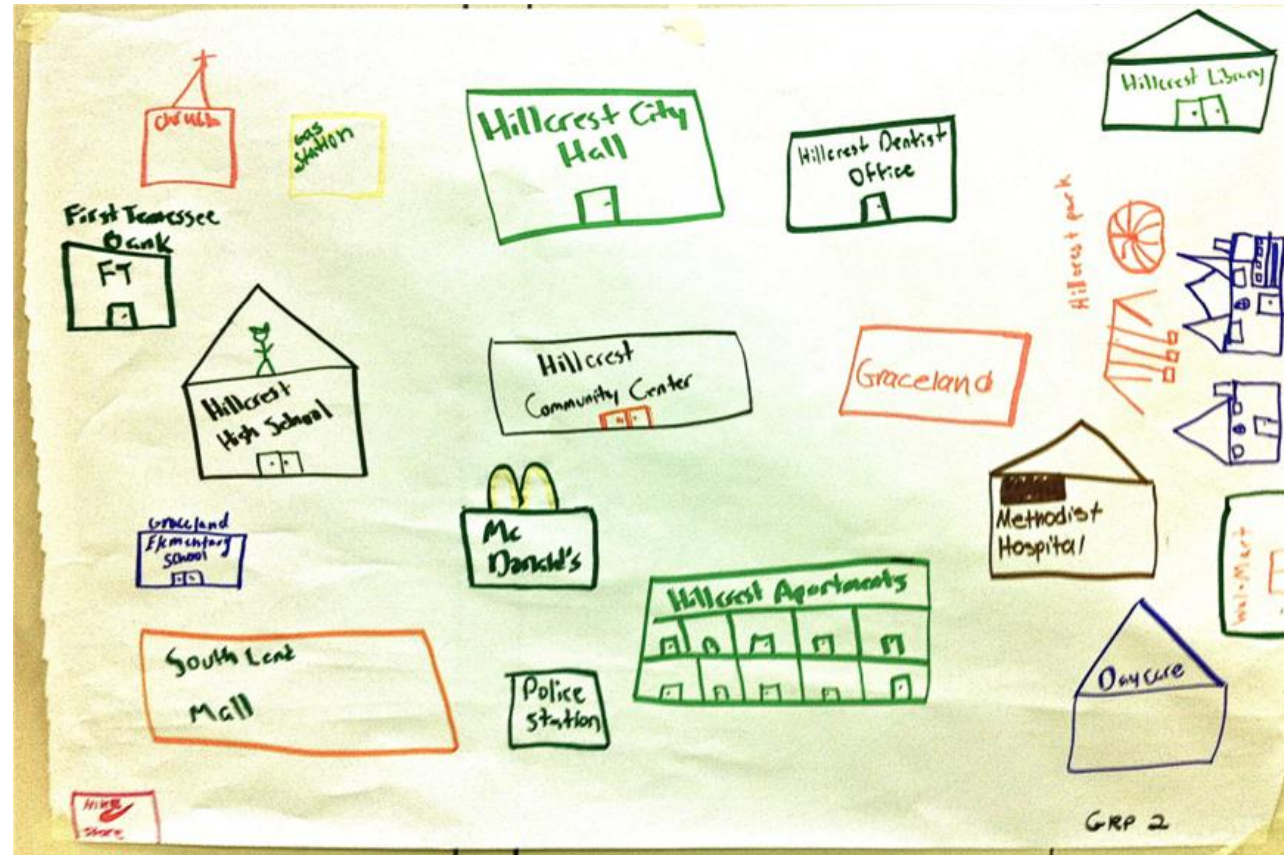 Church
Gas
Station
Hillcrest City
Hall
Hillcrest Dentist
Office
Hillcrest Library
First Tennessee
Bank
FT
Hillcrest park
Hillcrest
High School
Hillcrest
Community Center
Graceland
Graceland
Elementary
School
Mc
Donald's
Methodist
Hospital
Wal-Mart
Hillcrest Apartments
South Land
Mall
Police
Station
Daycare
Store
GRP 2